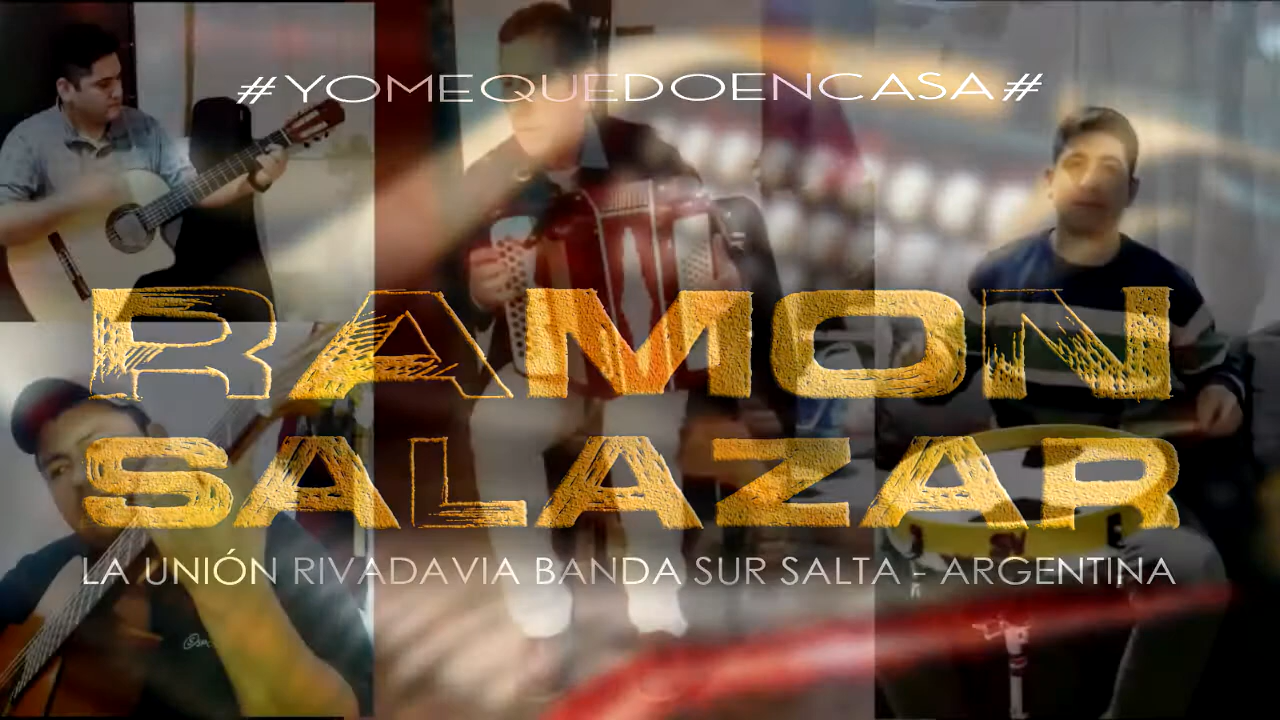 #YOMEQUEDOENCASA#
RAMON
SALAZAR
LA UNIÓN RIVADAVIA BANDA SUR SALTA - ARGENTINA